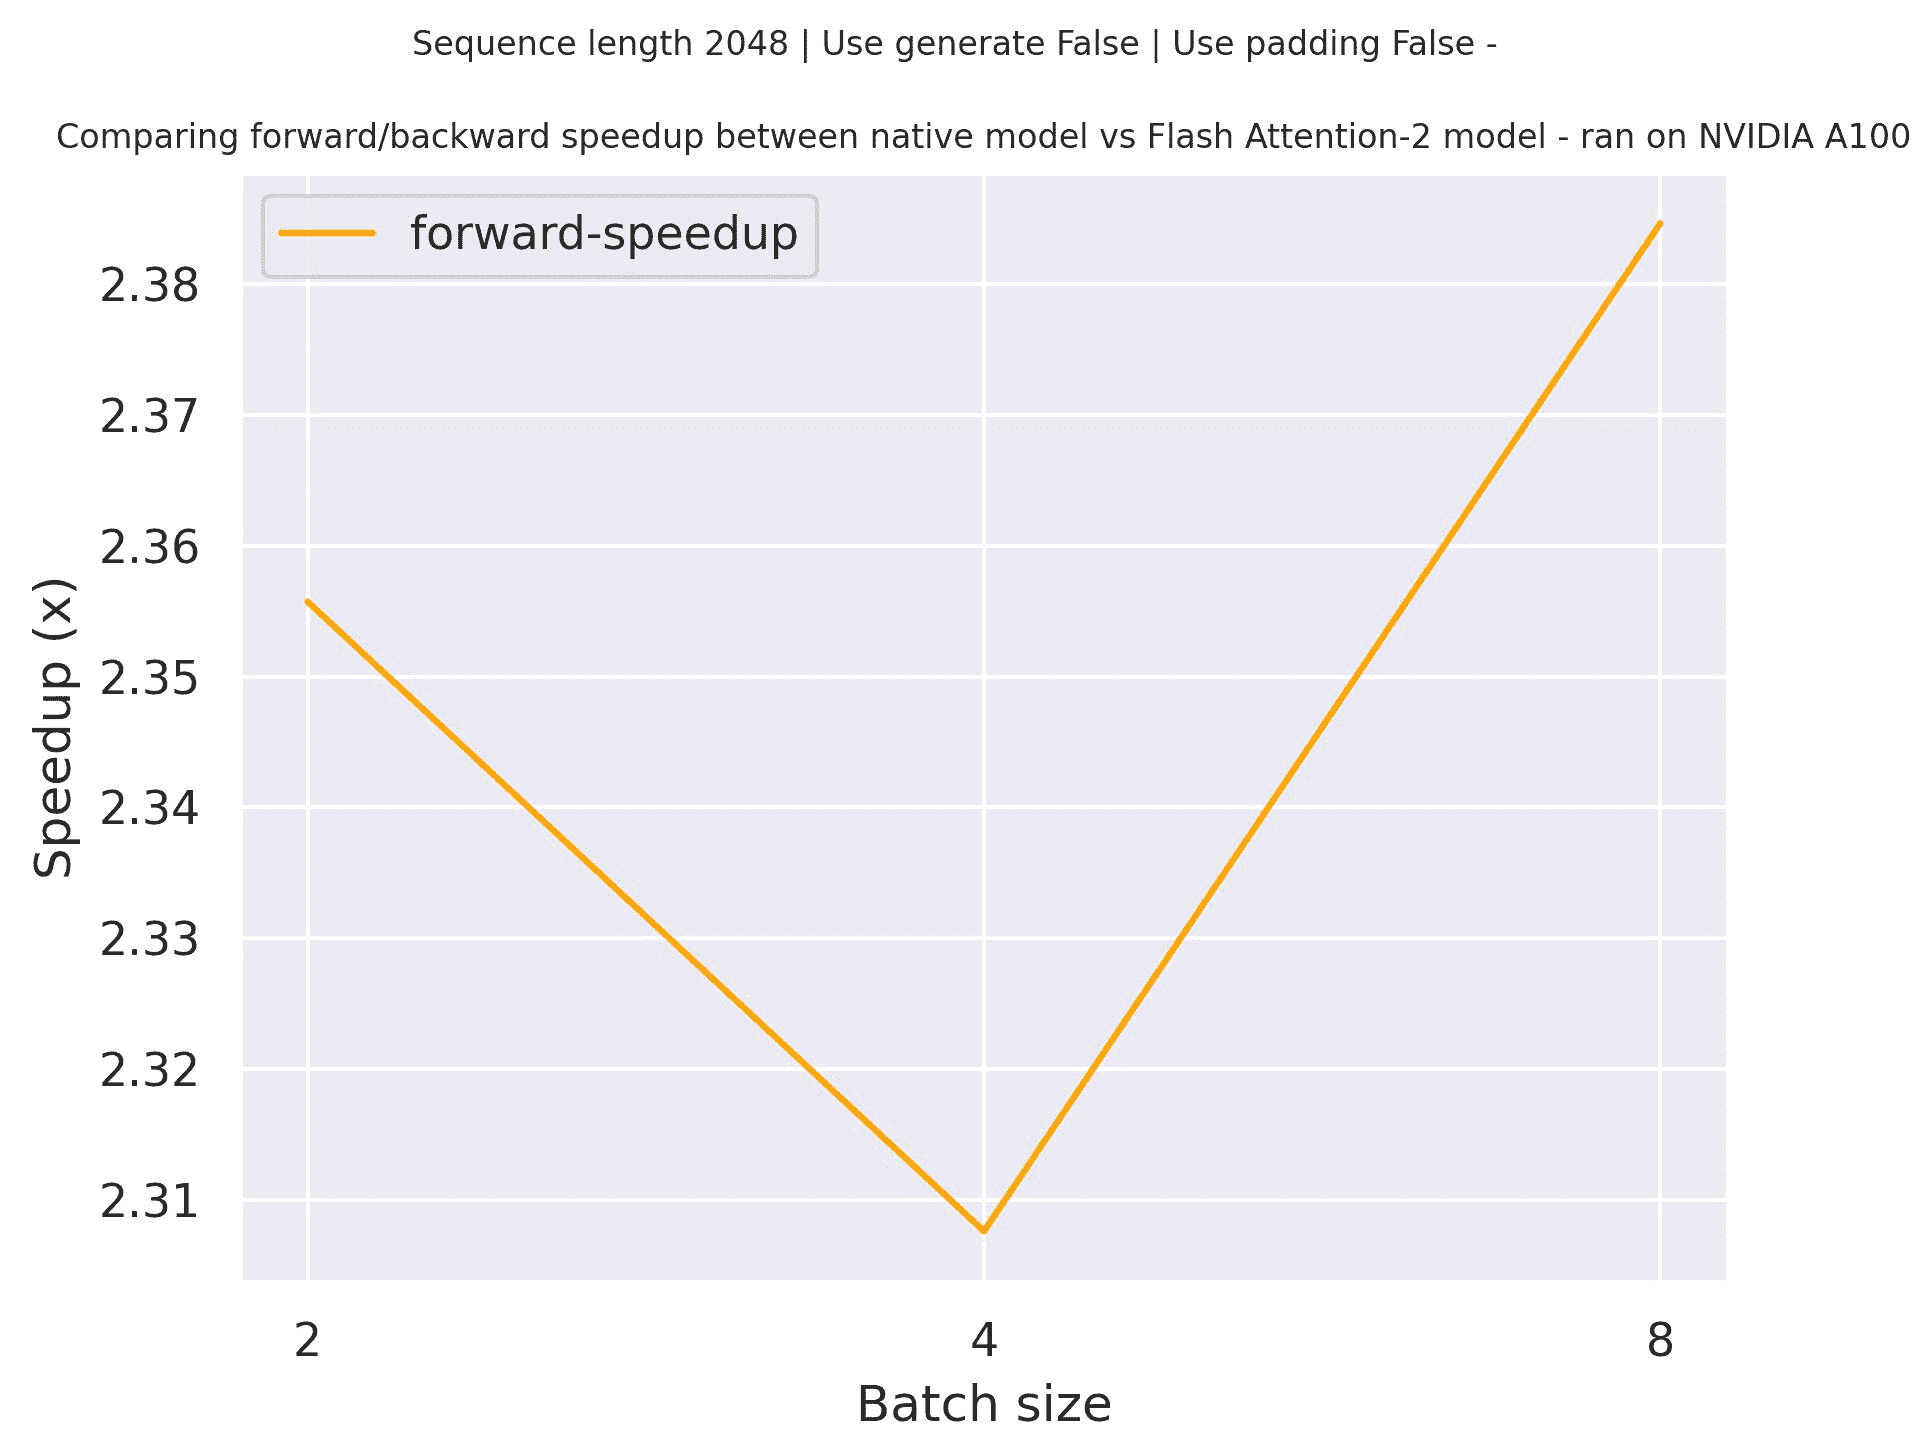 Sequence length 2048 | Use generate False | Use padding False -
Comparing forward/backward speedup between native model vs Flash Attention-2 model - ran on NVIDIA A100
forward-speedup
2.38
2.37
2.36
2.35
2.34
2.33
2.32
2.31
Speedup (x)
2 4 8
Batch size